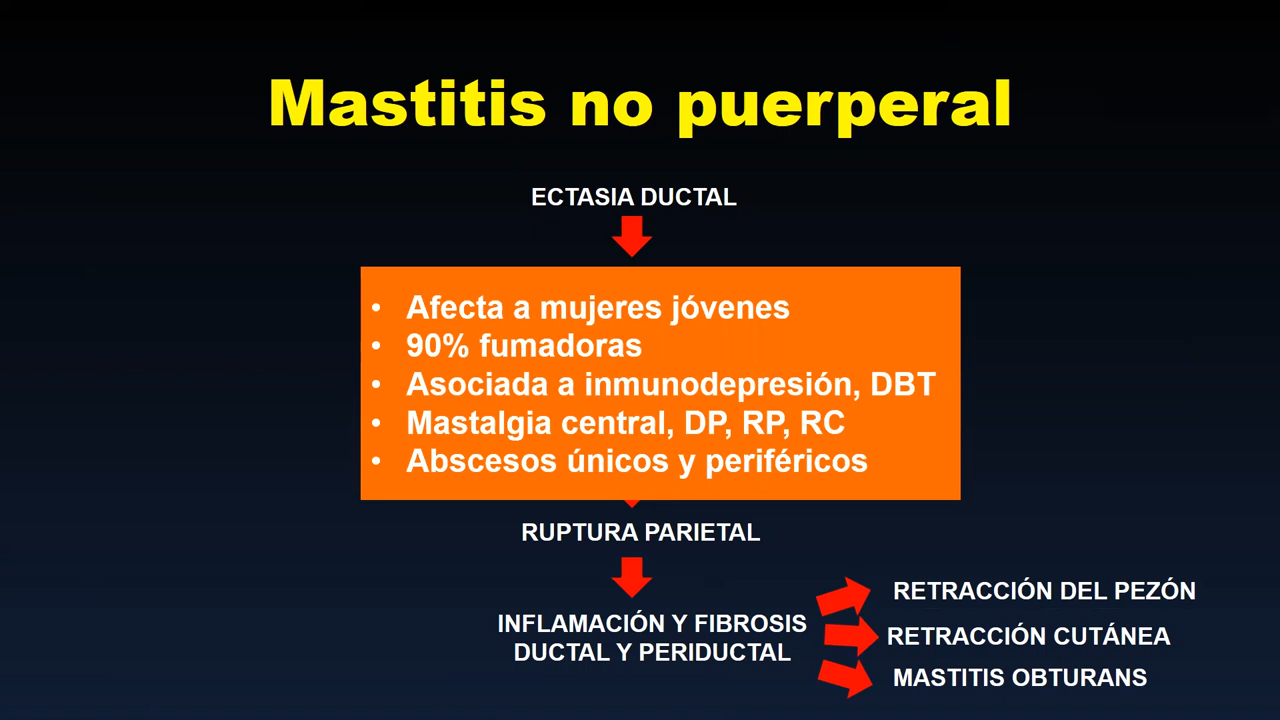 Mastitis no puerperal
ECTASIA DUCTAL
• Afecta a mujeres jóvenes
• 90% fumadoras
• Asociada a inmunodepresión, DBT
• Mastalgia central, DP, RP, RC
• Abscesos únicos y periféricos
RUPTURA PARIETAL
INFLAMACIÓN Y FIBROSIS
DUCTAL Y PERIDUCTAL
RETRACCIÓN DEL PEZÓN
RETRACCIÓN CUTÁNEA
MASTITIS OBTURANS